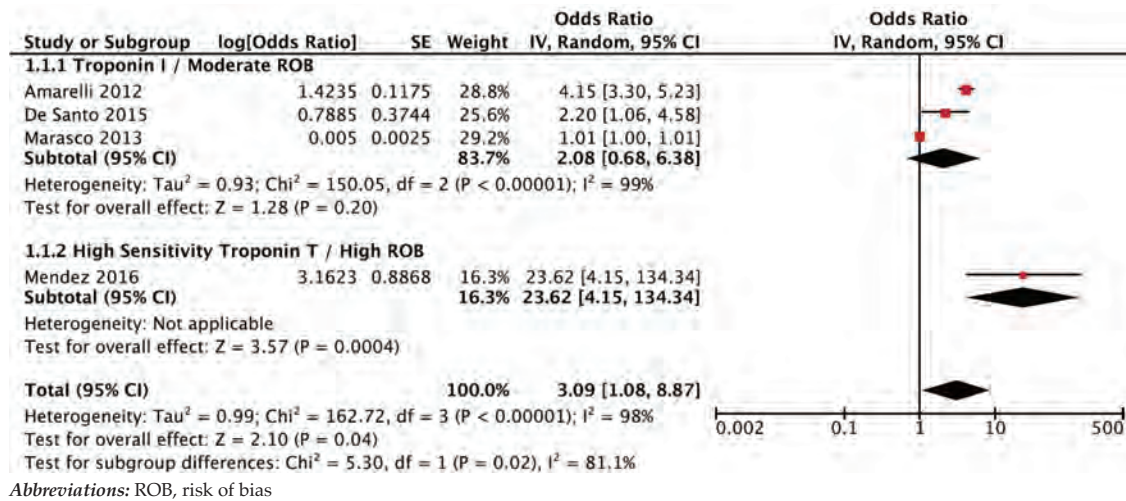 Odds Ratio Odds Ratio
Study or Subgroup log[Odds Ratio] SE Weight IV, Random, 95% CI IV, Random, 95% CI
1.1.1 Troponin I / Moderate ROB
Amarelli 2012 1.4235 0.1175 28.8% 4.15 [3.30, 5.23]
De Santo 2015 0.7885 0.3744 25.6% 2.20 [1.06, 4.58]
Marasco 2013 0.005 0.0025 29.2% 1.01 [1.00, 1.01]
Subtotal (95% CI) 83.7% 2.08 [0.68, 6.38]
Heterogeneity: Tau² = 0.93; Chi² = 150.05, df = 2 (P < 0.00001); I² = 99%
Test for overall effect: Z = 1.28 (P = 0.20)
1.1.2 High Sensitivity Troponin T / High ROB
Mendez 2016 3.1623 0.8868 16.3% 23.62 [4.15, 134.34]
Subtotal (95% CI) 16.3% 23.62 [4.15, 134.34]
Heterogeneity: Not applicable
Test for overall effect: Z = 3.57 (P = 0.0004)
Total (95% CI) 100.0% 3.09 [1.08, 8.87]
Heterogeneity: Tau² = 0.99; Chi² = 162.72, df = 3 (P < 0.00001); I² = 98%
0.002 0.1 1 10 500
Test for overall effect: Z = 2.10 (P = 0.04)
Test for subgroup differences: Chi² = 5.30, df = 1 (P = 0.02), I² = 81.1%
Abbreviations: ROB, risk of bias